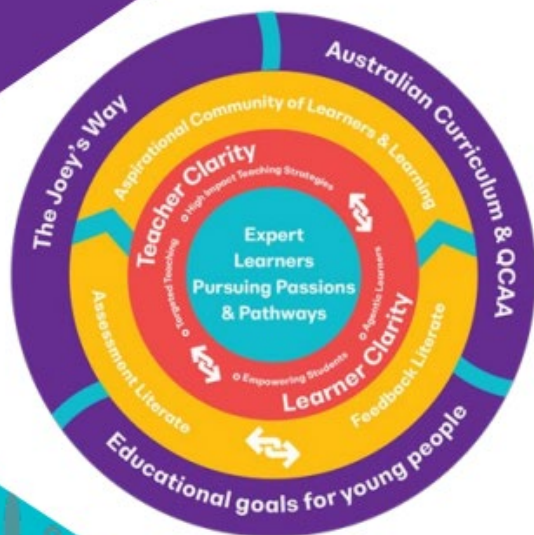 The Joey's Way
Australian Curriculum & QCAA
Educational goals for young people
Aspirational Community of Learners & Learning
Assessment Literate
Feedback Literate
Teacher Clarity
High Impact Teaching Strategies
Targeted Teaching
Learner Clarity
Agentic Learners
Empowering Students
Expert
Learners
Pursuing Passions
& Pathways